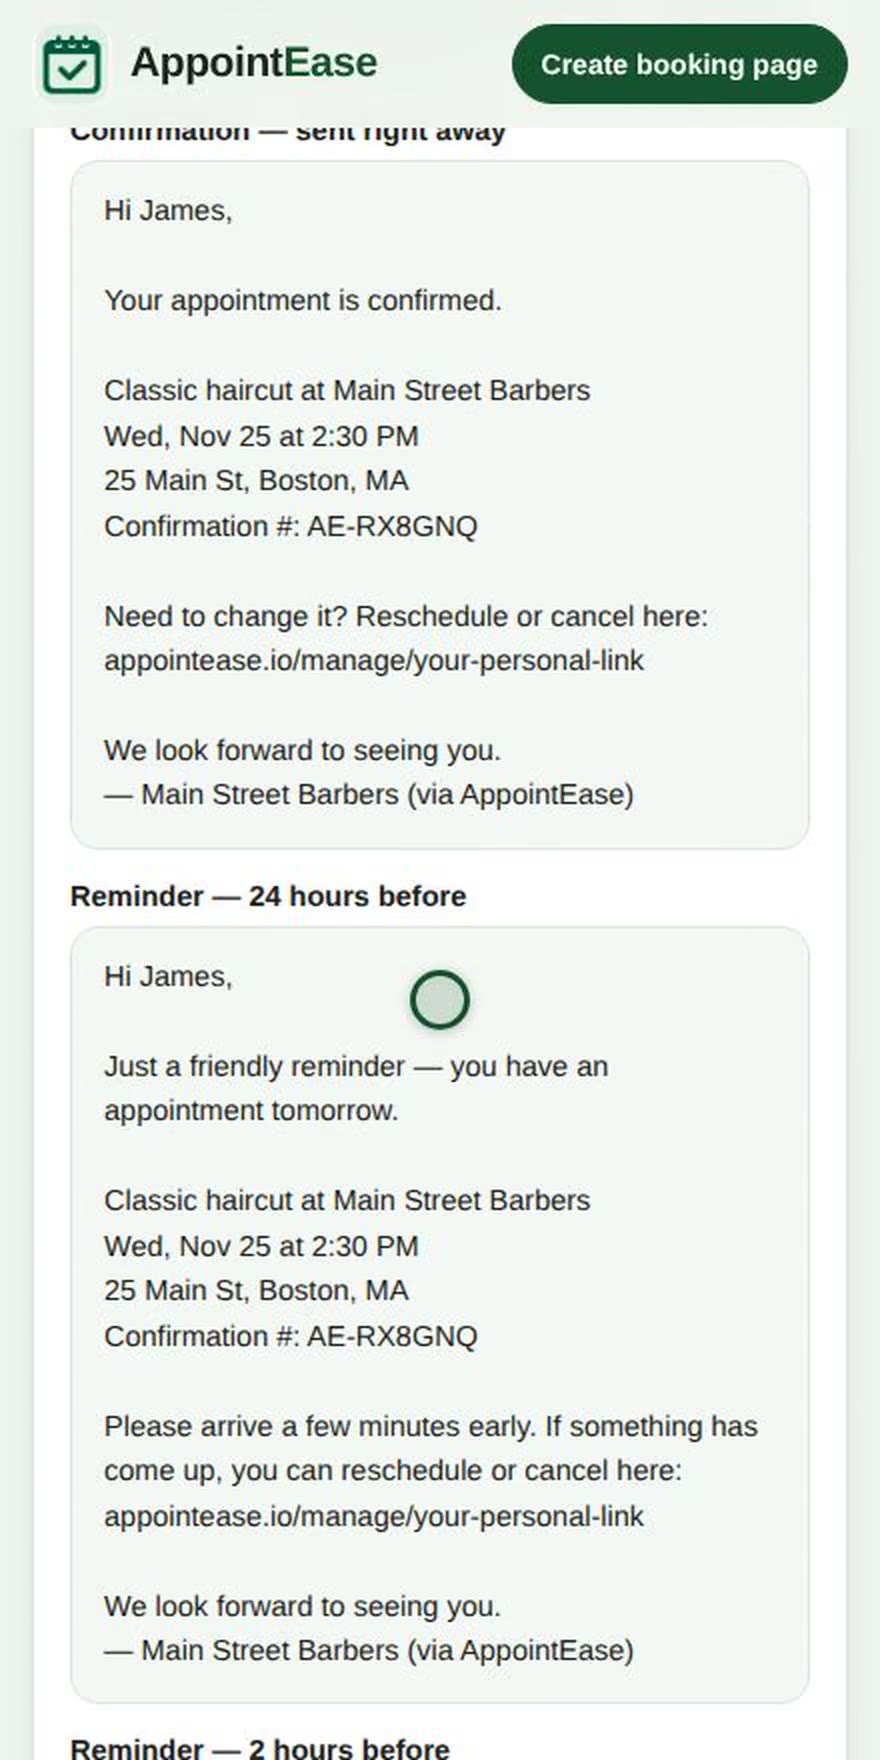 AppointEase
Create booking page
Confirmation — sent right away
Hi James,
Your appointment is confirmed.
Classic haircut at Main Street Barbers
Wed, Nov 25 at 2:30 PM
25 Main St, Boston, MA
Confirmation #: AE-RX8GNQ
Need to change it? Reschedule or cancel here:
appointease.io/manage/your-personal-link
We look forward to seeing you.
— Main Street Barbers (via AppointEase)
Reminder — 24 hours before
Hi James,
Just a friendly reminder — you have an
appointment tomorrow.
Classic haircut at Main Street Barbers
Wed, Nov 25 at 2:30 PM
25 Main St, Boston, MA
Confirmation #: AE-RX8GNQ
Please arrive a few minutes early. If something has
come up, you can reschedule or cancel here:
appointease.io/manage/your-personal-link
We look forward to seeing you.
— Main Street Barbers (via AppointEase)
Reminder — 2 hours before